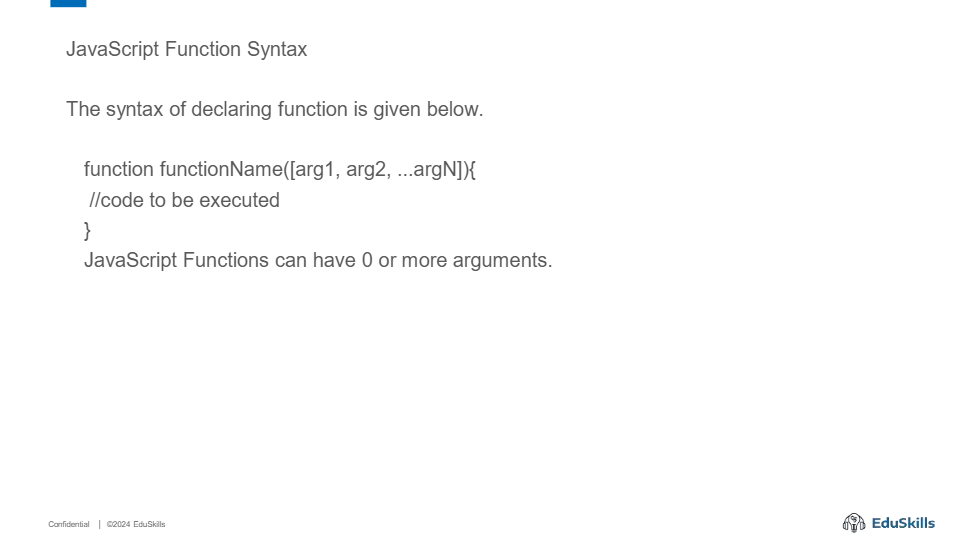 JavaScript Function Syntax
The syntax of declaring function is given below.
function functionName([arg1, arg2, ...argN]){
//code to be executed
}
JavaScript Functions can have 0 or more arguments.
Confidential | ©2024 EduSkills
EduSkills